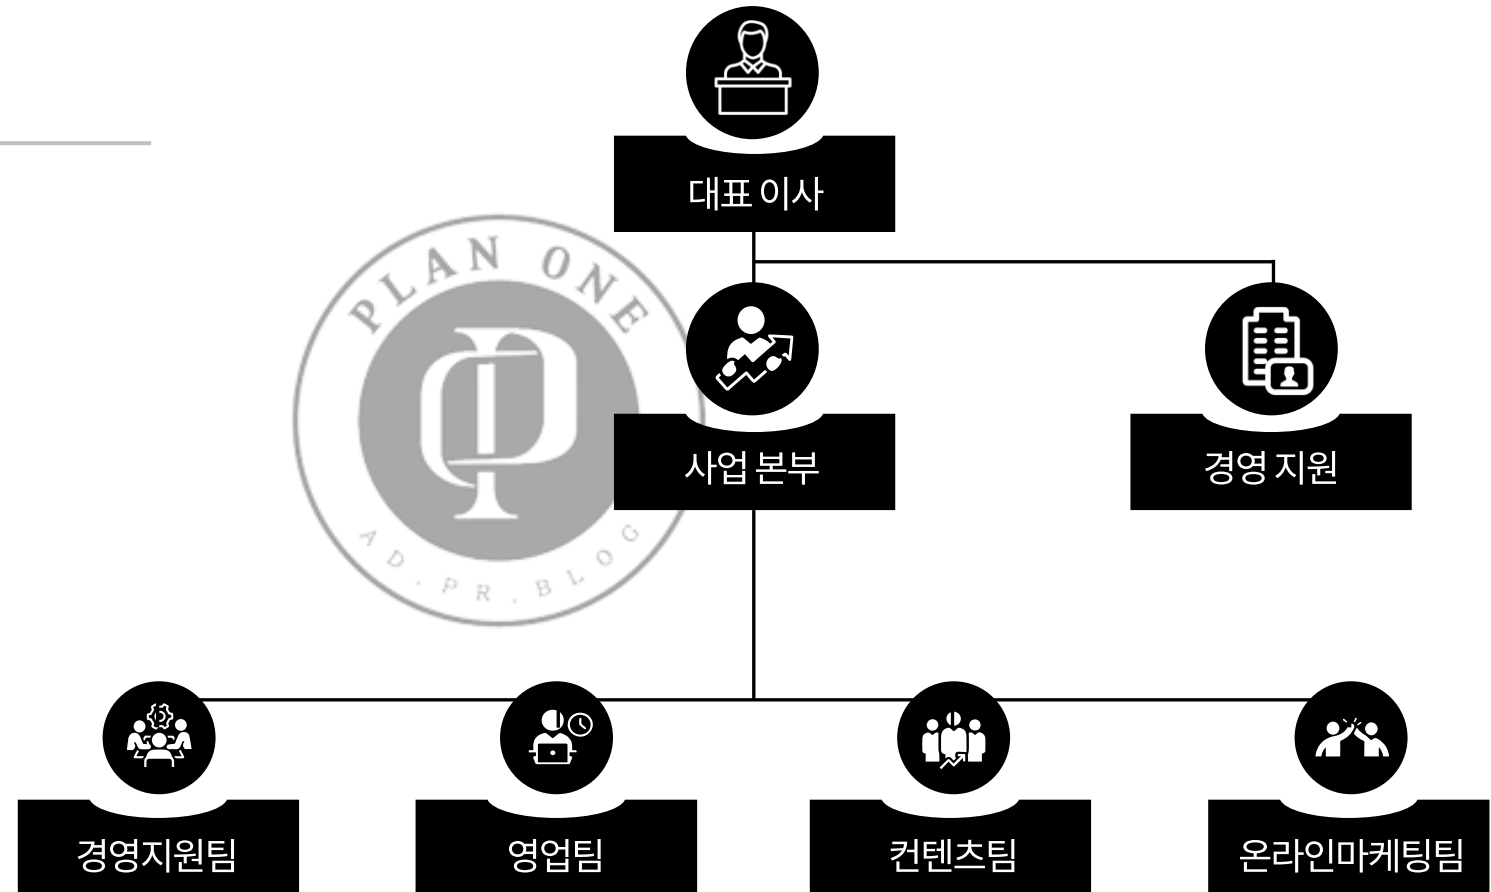 대표 이사
PLAN ONE
사업 본부
경영 지원
AD.PR.BLOG
경영지원팀
영업팀
컨텐츠팀
온라인마케팅팀